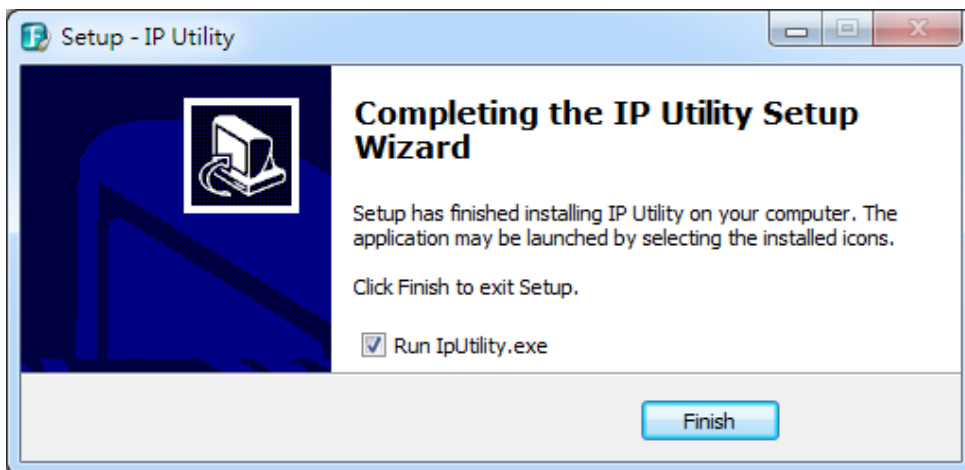 Setup - IP Utility
Completing the IP Utility Setup
Wizard
Setup has finished installing IP Utility on your computer. The
application may be launched by selecting the installed icons.
Click Finish to exit Setup.
Run IpUtility.exe
Finish